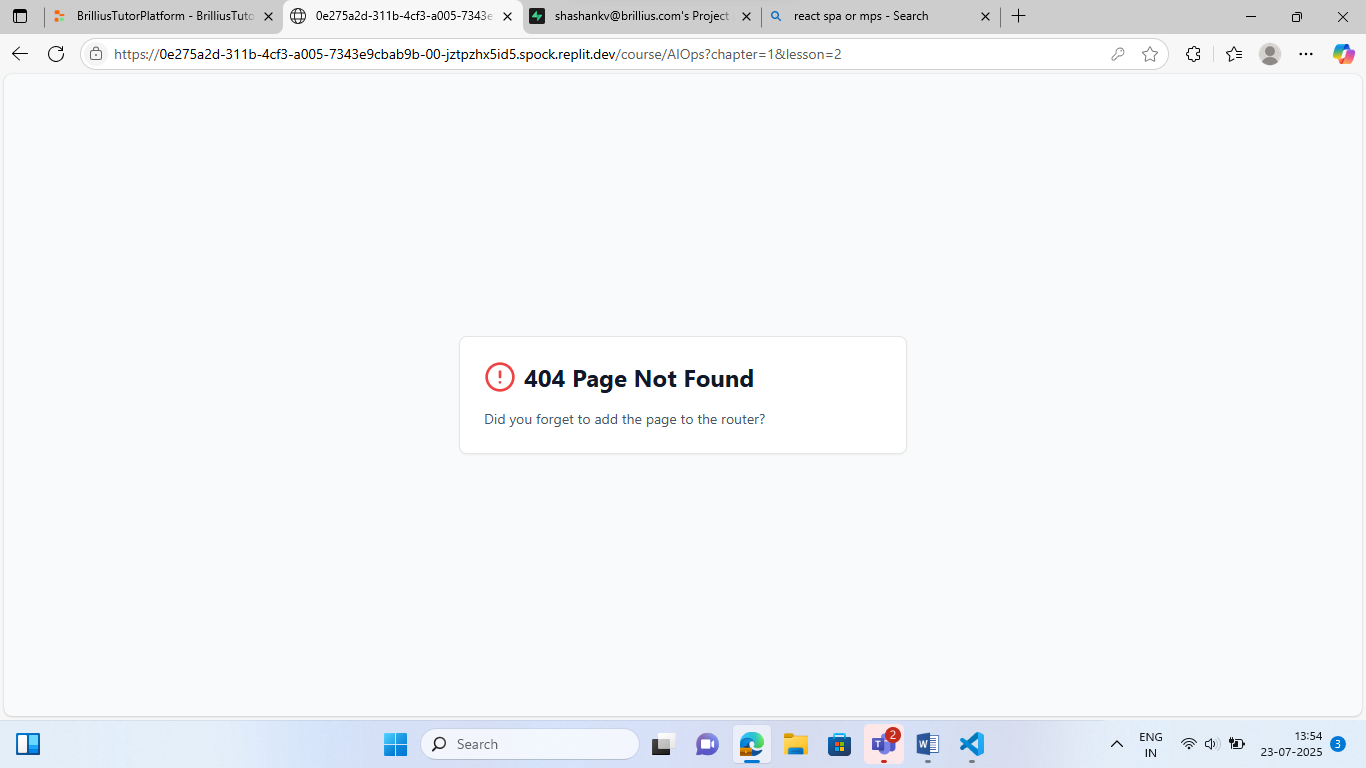 BrilliusTutorPlatform - BrilliusTuto
0e275a2d-311b-4cf3-a005-7343e
shashankv@brillius.com's Project
react spa or mps - Search
https://0e275a2d-311b-4cf3-a005-7343e9cbab9b-00-jztpzhx5id5.spock.replit.dev/course/AIOps?chapter=1&lesson=2
404 Page Not Found
Did you forget to add the page to the router?
Search
2
ENG
IN
13:54
23-07-2025
3